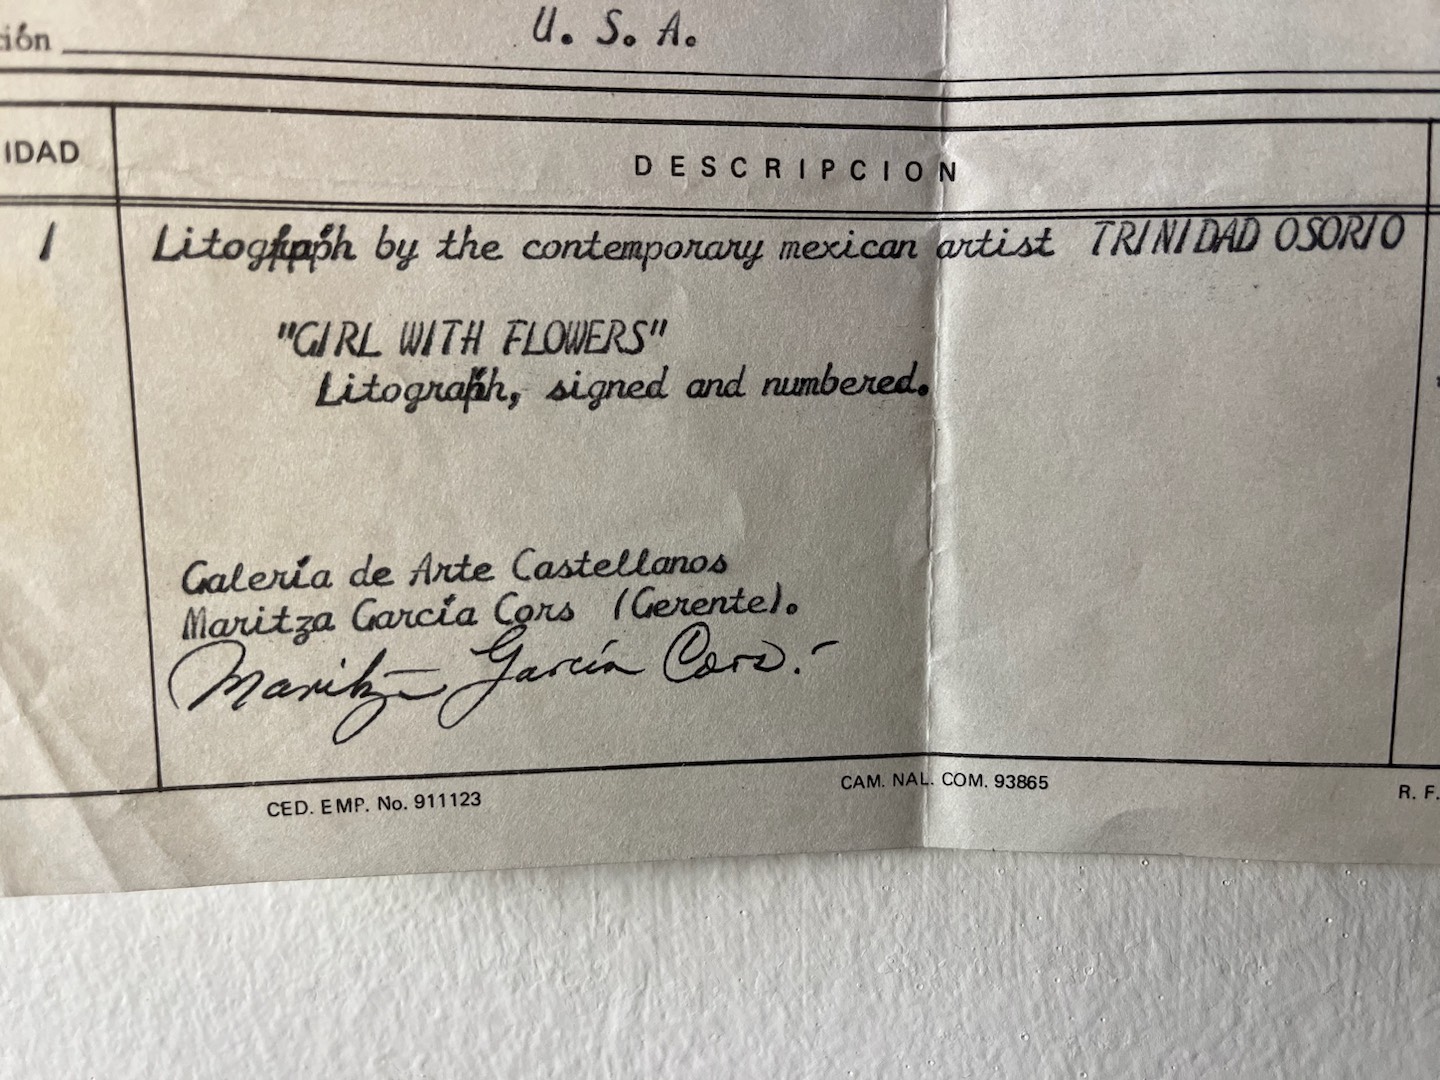 ión U. S. A.
IDAD DESCRIPCION
1 Litograph by the contemporary mexican artist TRINIDAD OSORIO
"GIRL WITH FLOWERS"
Litograph, signed and numbered.
Galería de Arte Castellanos
Maritza García Cors (Gerente).
Maritza García Cors.-
CED. EMP. No. 911123 CAM. NAL. COM. 93865 R. F.